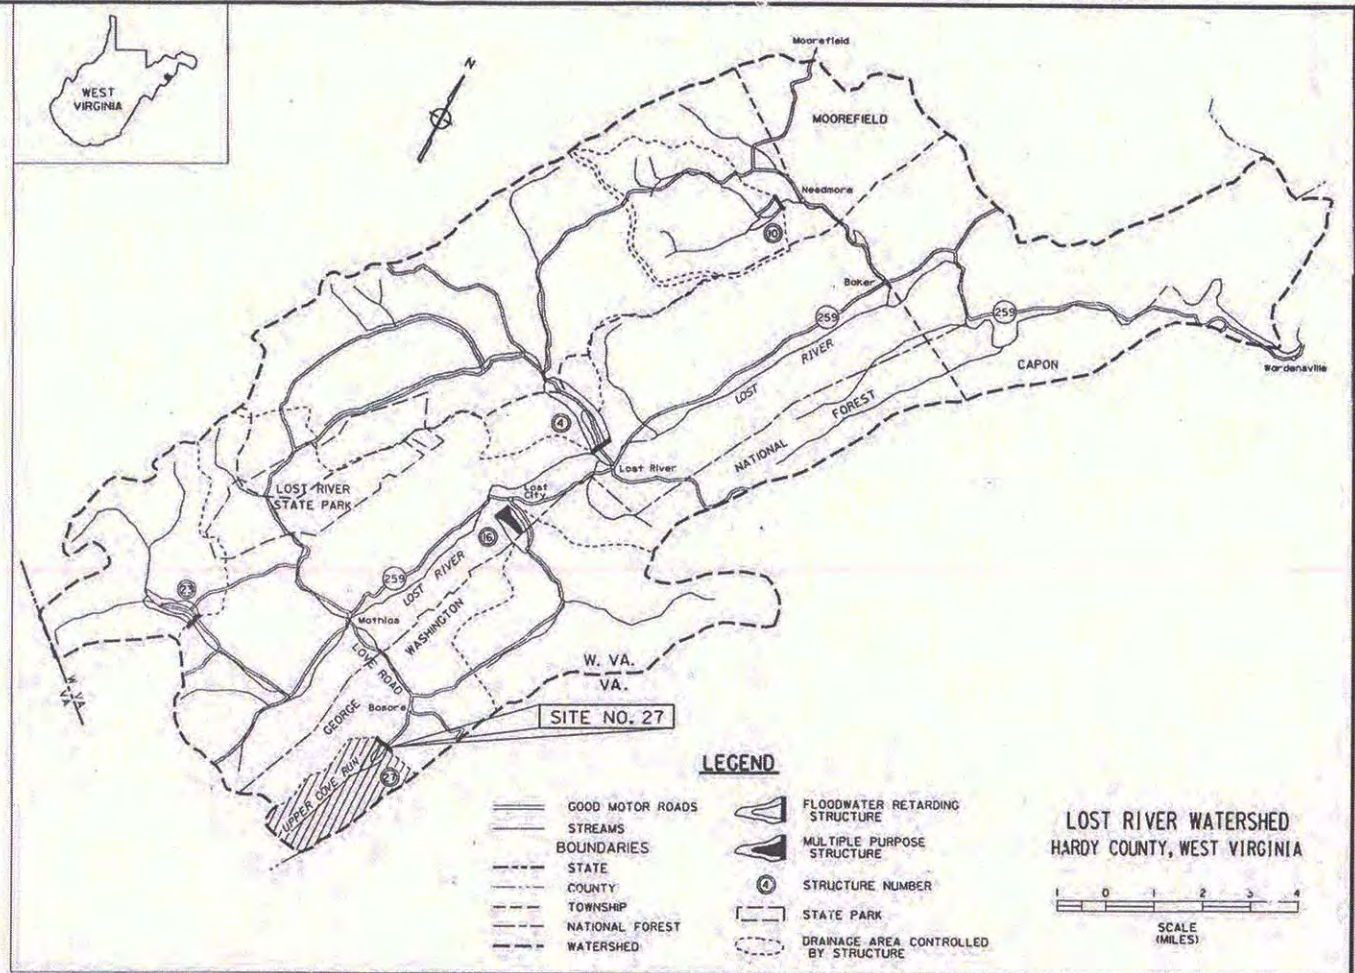 WEST
VIRGINIA
N
Moorefield
MOOREFIELD
Needmore
10
Baker
259
259
LOST RIVER
CAPON
Wardensville
NATIONAL FOREST
4
Lost River
LOST RIVER
STATE PARK
Lost
City
16
23
259
LOST RIVER
Mathias
WASHINGTON
LOVE ROAD
W. VA.
VA.
W. VA.
VA.
GEORGE
Basore
SITE NO. 27
UPPER COVE RUN
27
LEGEND
GOOD MOTOR ROADS
STREAMS
BOUNDARIES
STATE
COUNTY
TOWNSHIP
NATIONAL FOREST
WATERSHED
FLOODWATER RETARDING
STRUCTURE
MULTIPLE PURPOSE
STRUCTURE
4 STRUCTURE NUMBER
STATE PARK
DRAINAGE AREA CONTROLLED
BY STRUCTURE
LOST RIVER WATERSHED
HARDY COUNTY, WEST VIRGINIA
1 0 1 2 3 4
SCALE
(MILES)